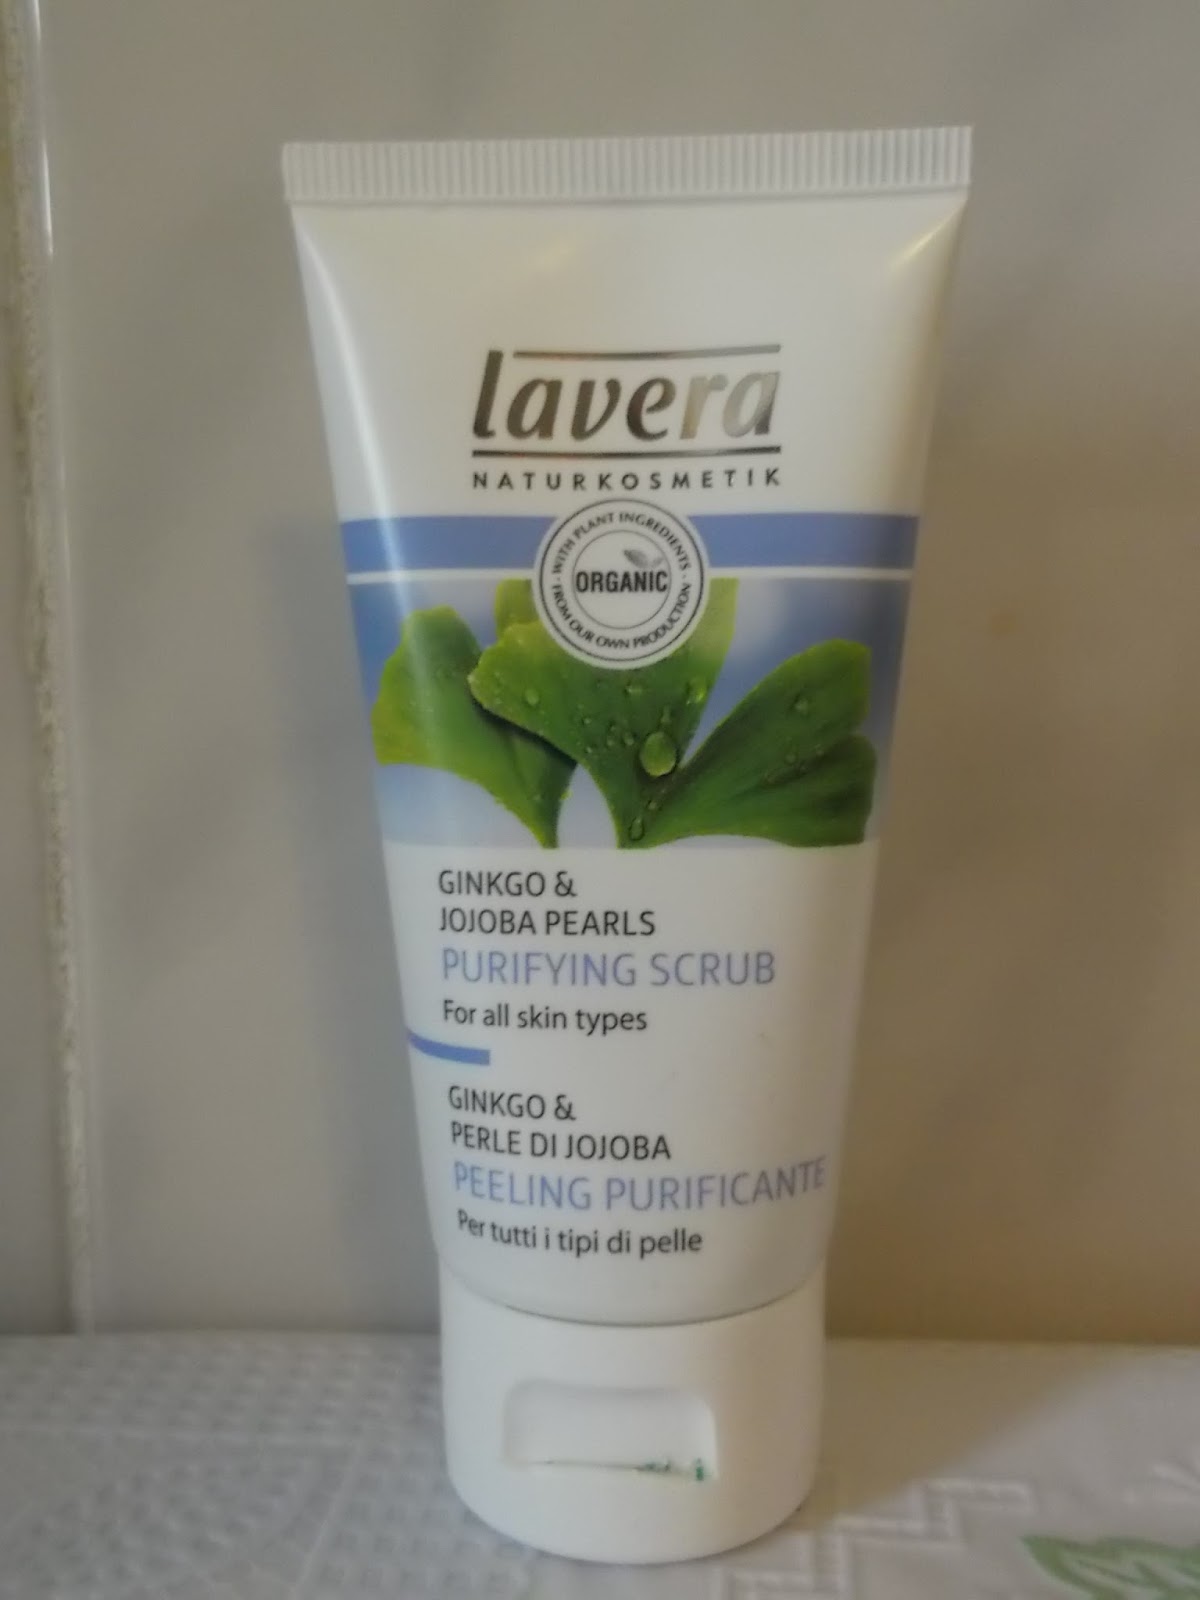 lavera
NATURKOSMETIK
· WITH PLANT INGREDIENTS ·
ORGANIC
FROM OUR OWN PRODUCTION
GINKGO &
JOJOBA PEARLS
PURIFYING SCRUB
For all skin types
GINKGO &
PERLE DI JOJOBA
PEELING PURIFICANTE
Per tutti i tipi di pelle